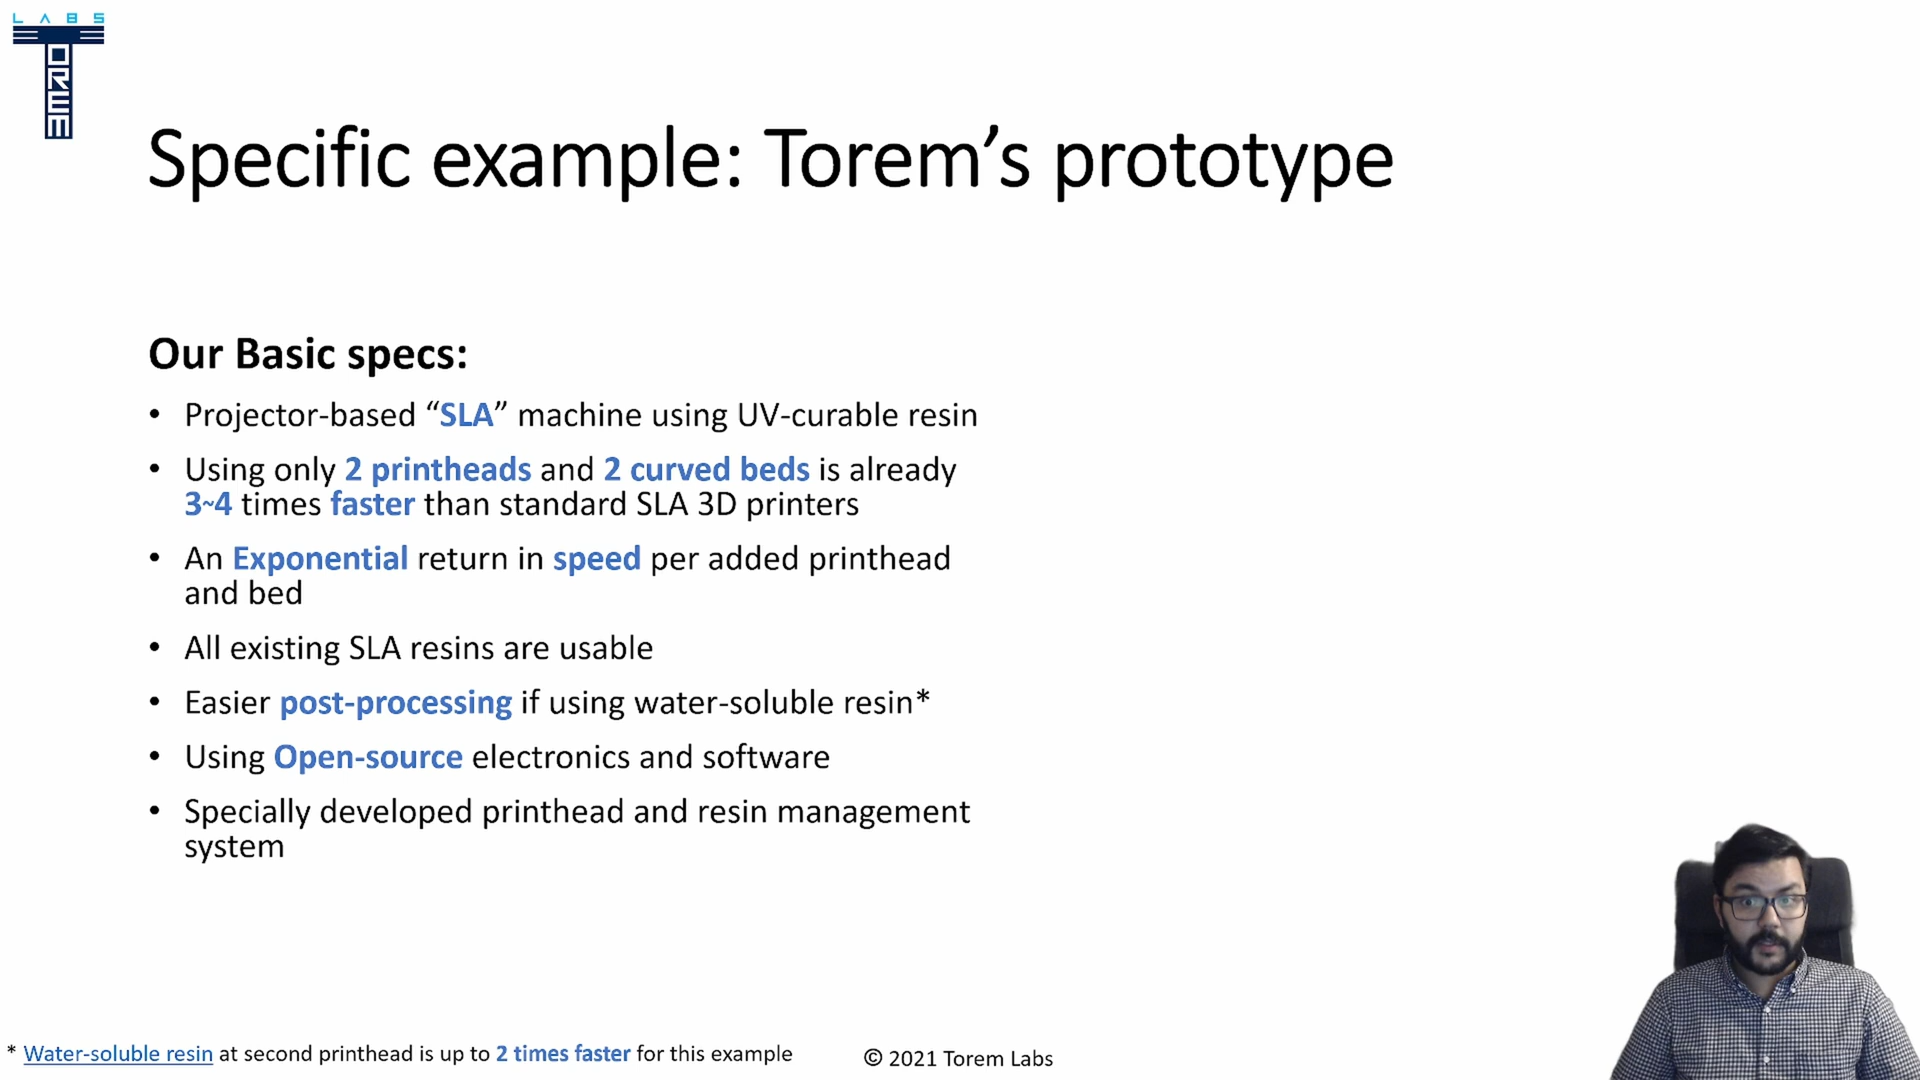 LABS
TOREM
Specific example: Torem’s prototype
Our Basic specs:
• Projector-based “SLA” machine using UV-curable resin
• Using only 2 printheads and 2 curved beds is already
3~4 times faster than standard SLA 3D printers
• An Exponential return in speed per added printhead
and bed
• All existing SLA resins are usable
• Easier post-processing if using water-soluble resin*
• Using Open-source electronics and software
• Specially developed printhead and resin management
system
* Water-soluble resin at second printhead is up to 2 times faster for this example
© 2021 Torem Labs